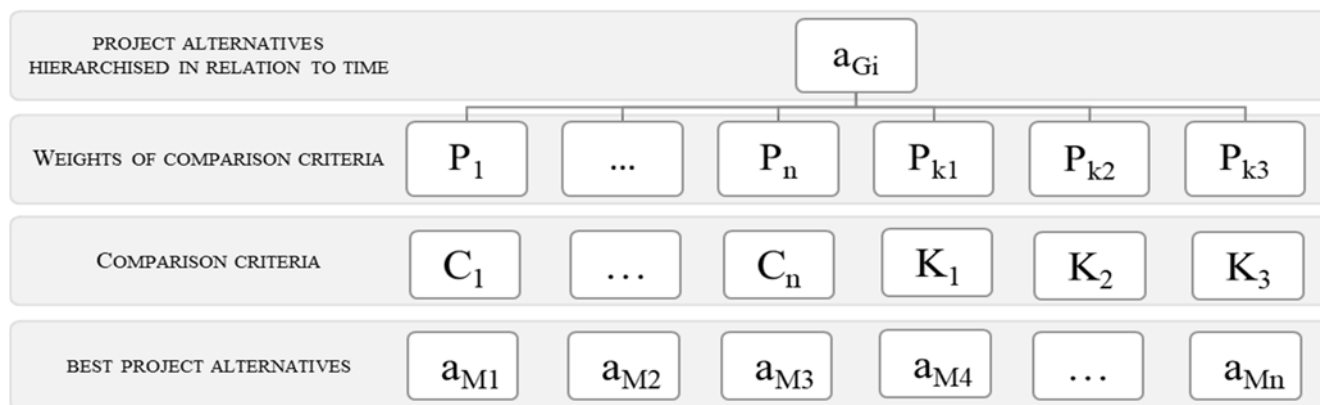 PROJECT ALTERNATIVES
HIERARCHISED IN RELATION TO TIME
aGi
WEIGHTS OF COMPARISON CRITERIA
P1 ... Pn Pk1 Pk2 Pk3
COMPARISON CRITERIA
C1 ... Cn K1 K2 K3
BEST PROJECT ALTERNATIVES
aM1 aM2 aM3 aM4 ... aMn